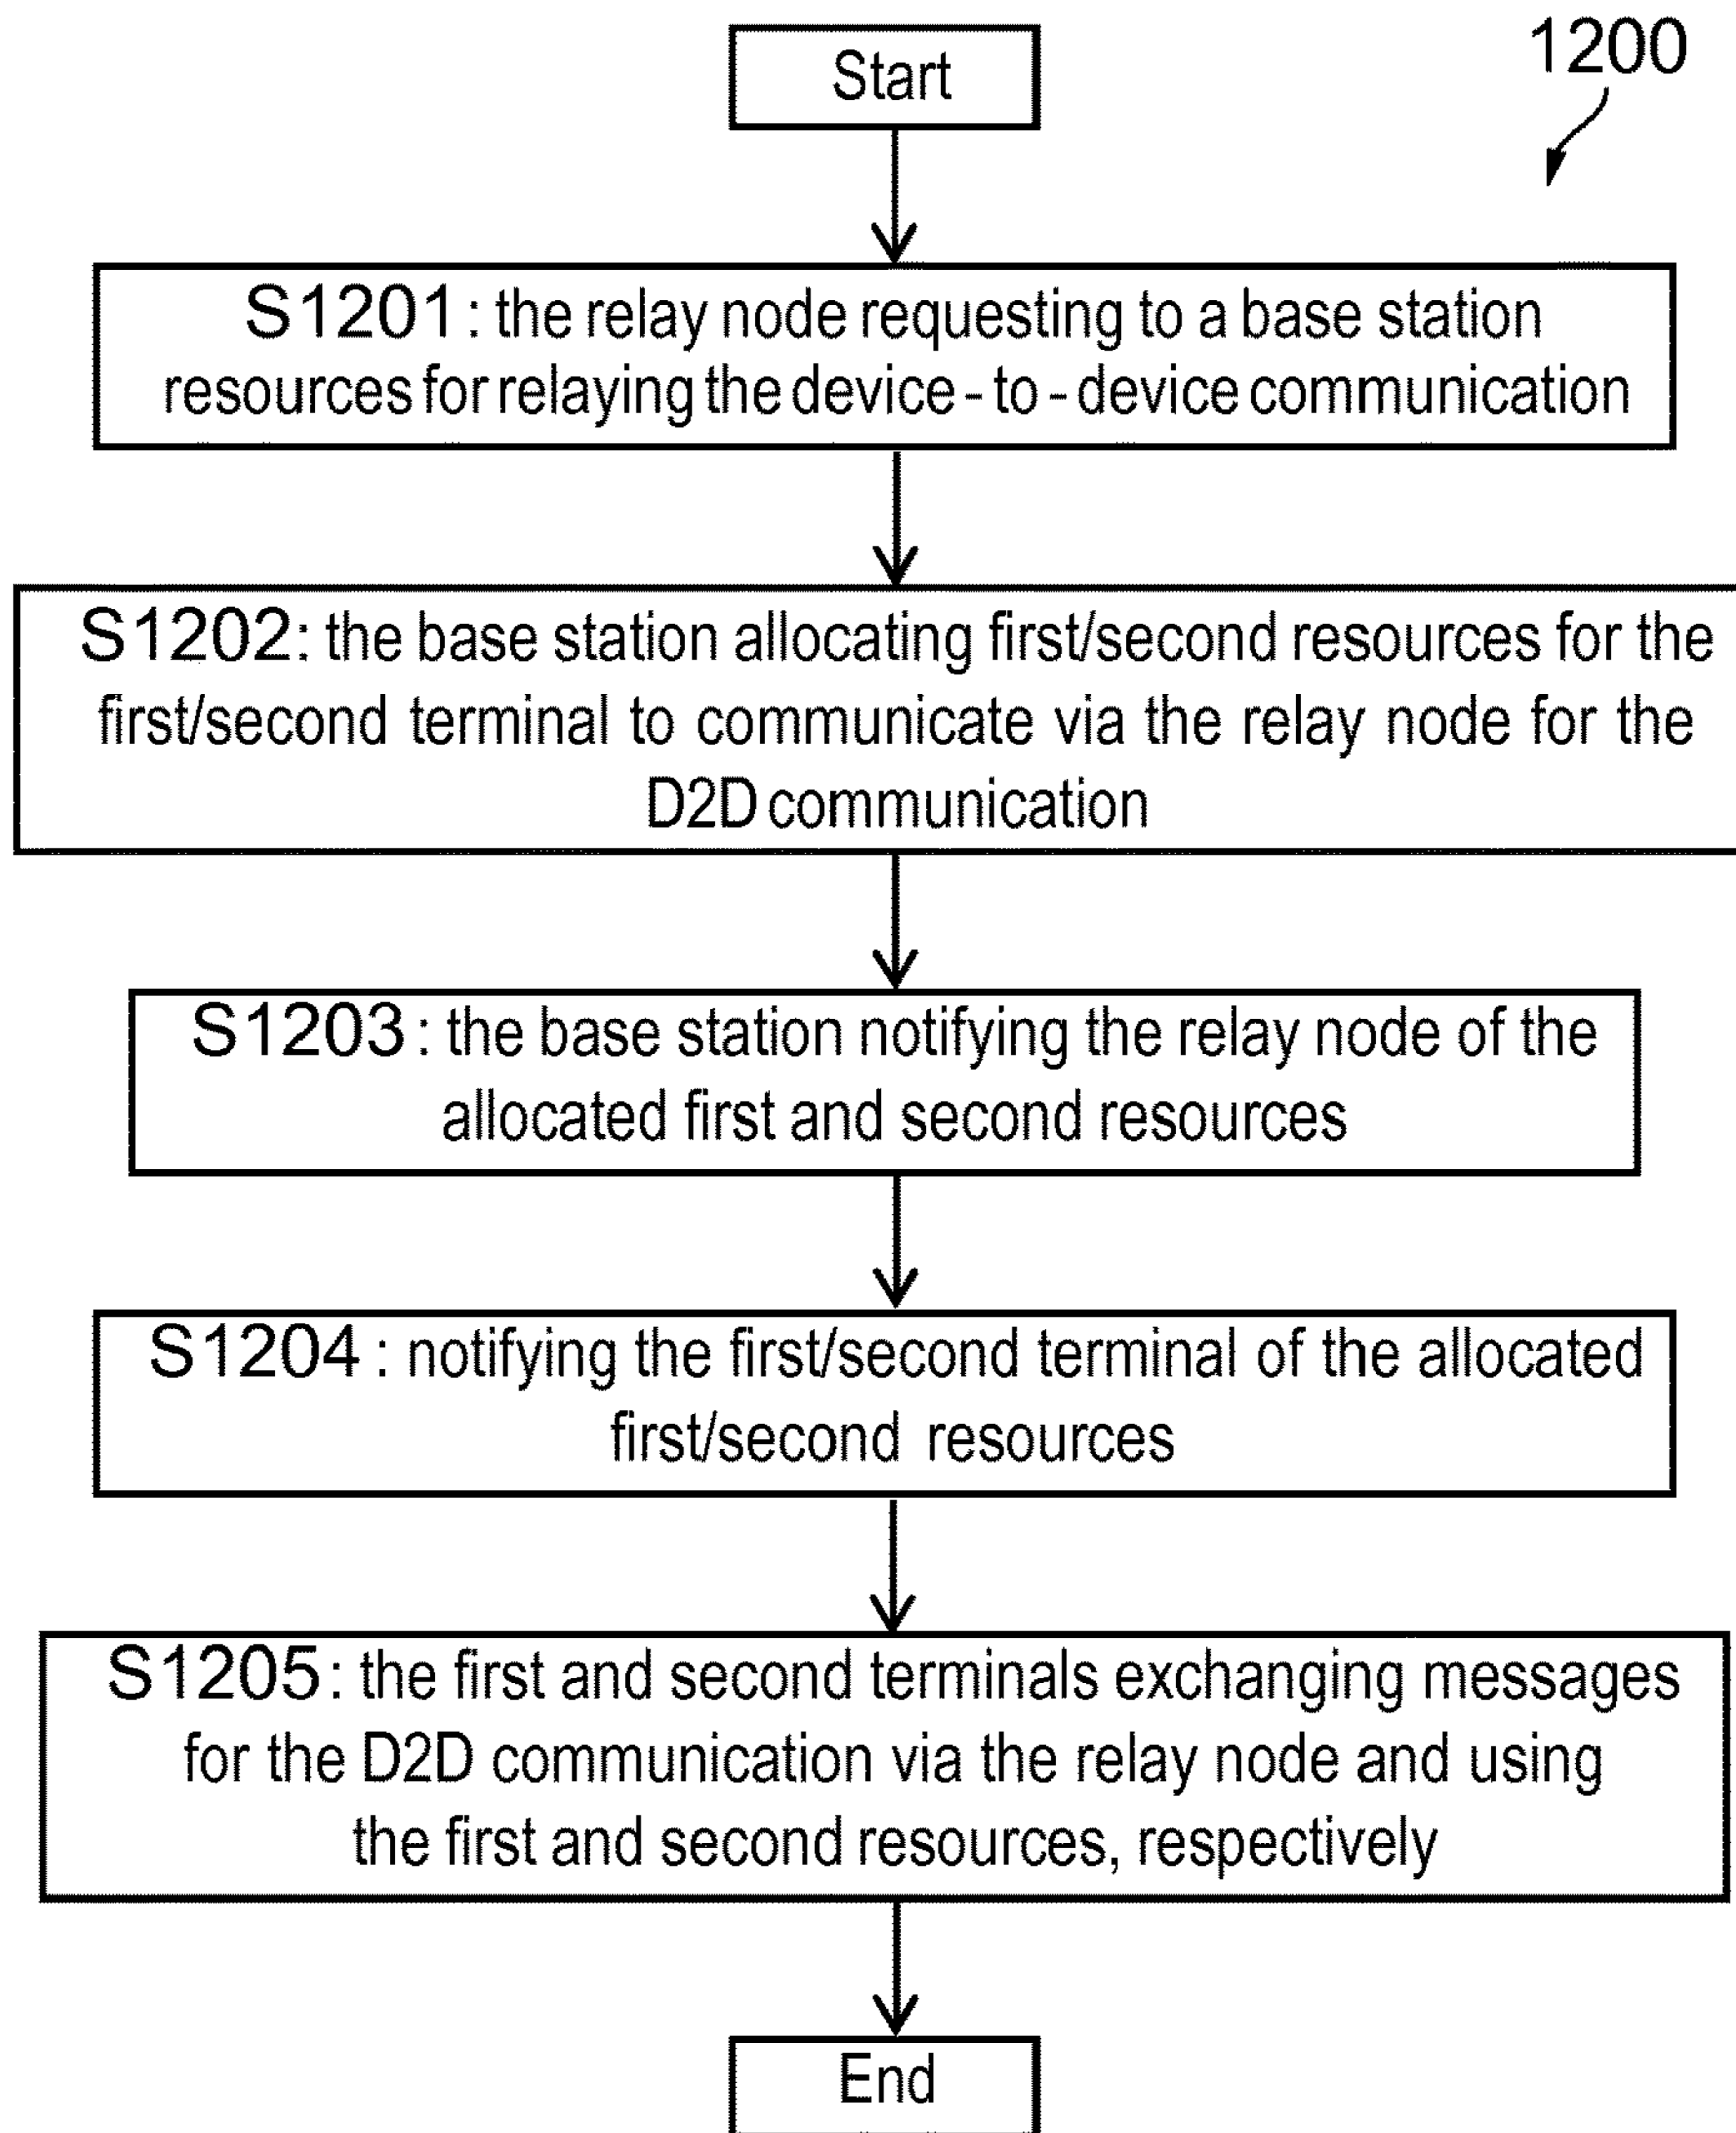 1200
Start
S1201: the relay node requesting to a base station
resources for relaying the device-to-device communication
S1202: the base station allocating first/second resources for the
first/second terminal to communicate via the relay node for the
D2D communication
S1203: the base station notifying the relay node of the
allocated first and second resources
S1204: notifying the first/second terminal of the allocated
first/second resources
S1205: the first and second terminals exchanging messages
for the D2D communication via the relay node and using
the first and second resources, respectively
End